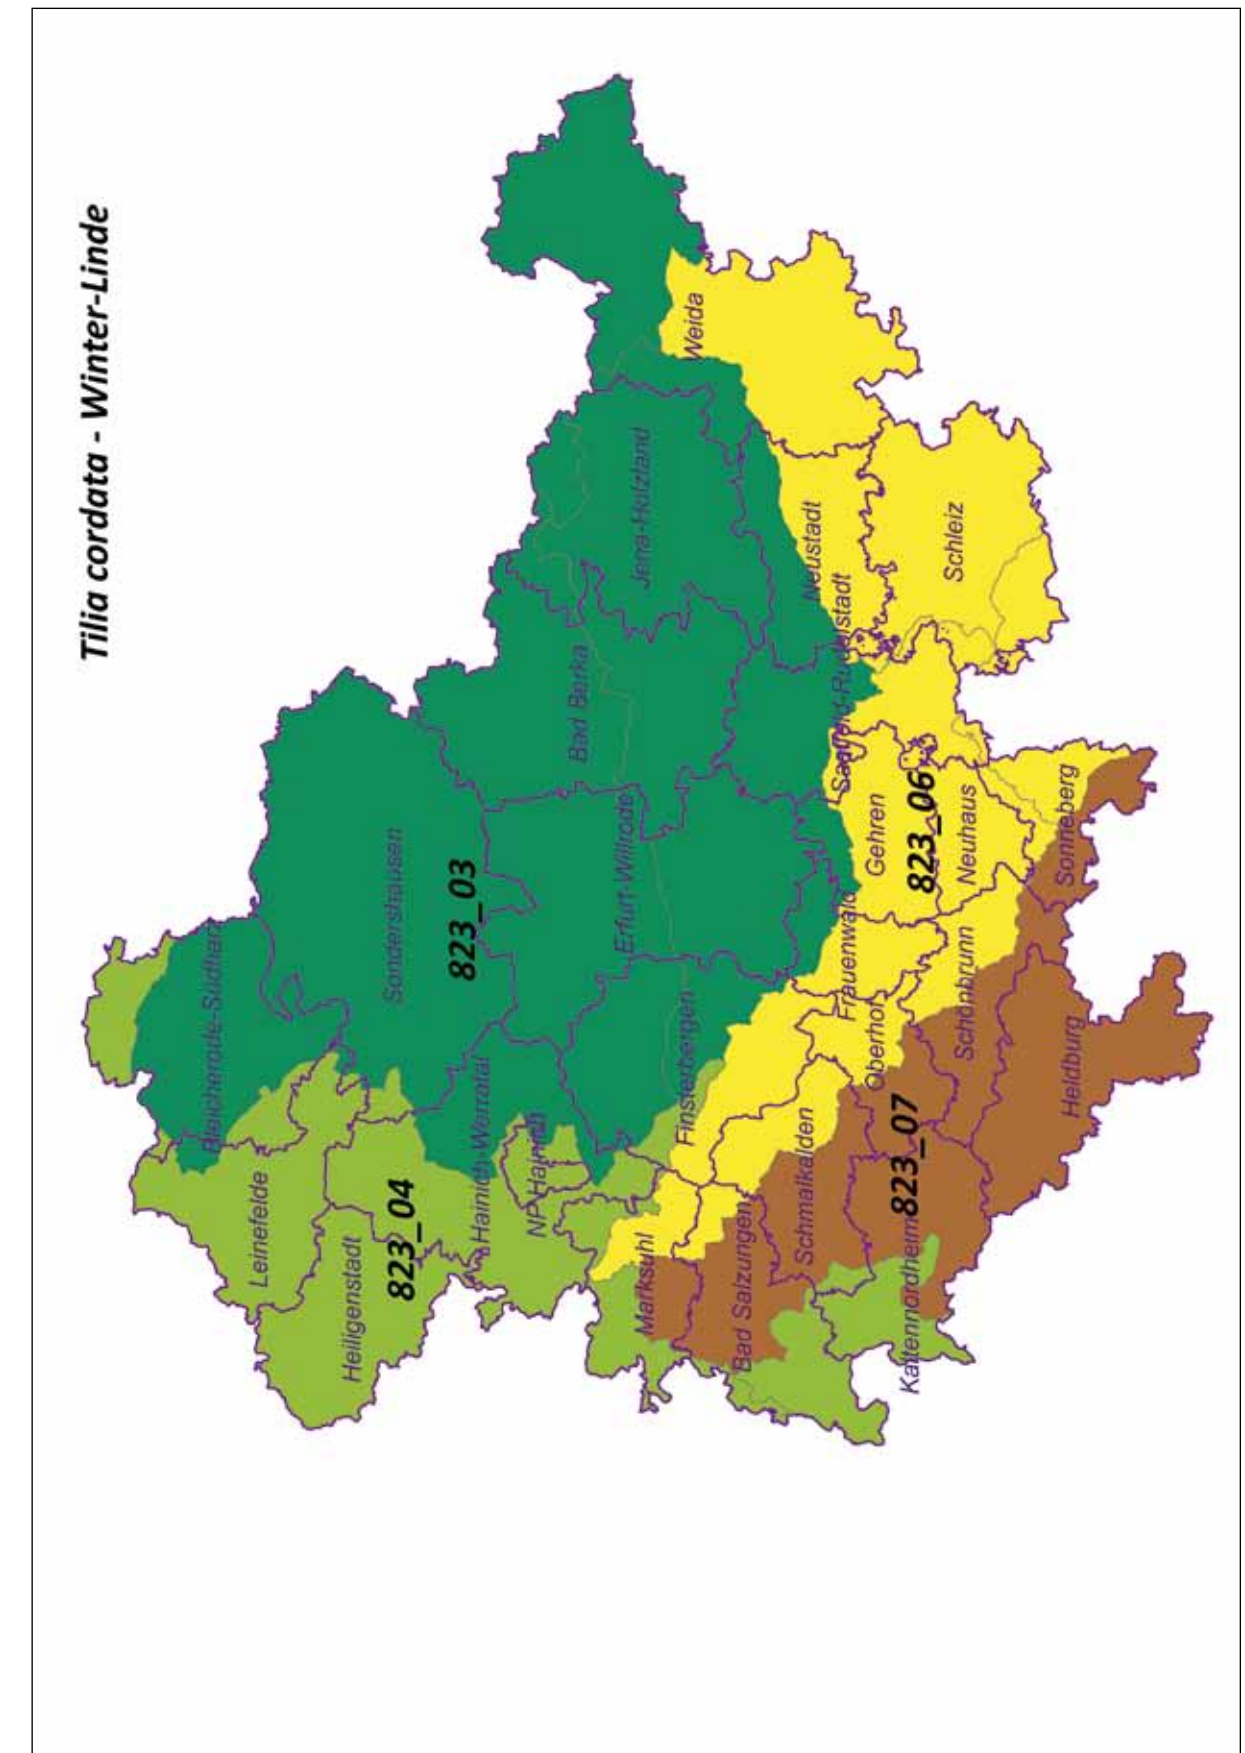 Tilia cordata - Winter-Linde
Bleicherode-Südharz
Leinefelde
Sondershausen
Heiligenstadt
823_03
823_04
Hainich-Werratal
NP Hainich
Bad Berka
Erfurt-Willrode
Jena-Holzland
Weida
Finsterbergen
Marksuhl
Bad Salzungen
Schmalkalden
Neustadt
Saalfeld-Rudolstadt
Frauenwald
Oberhof
Gehren
823_06
823_07
Kaltennordheim
Schleiz
Neuhaus
Schönbrunn
Sonneberg
Heldburg